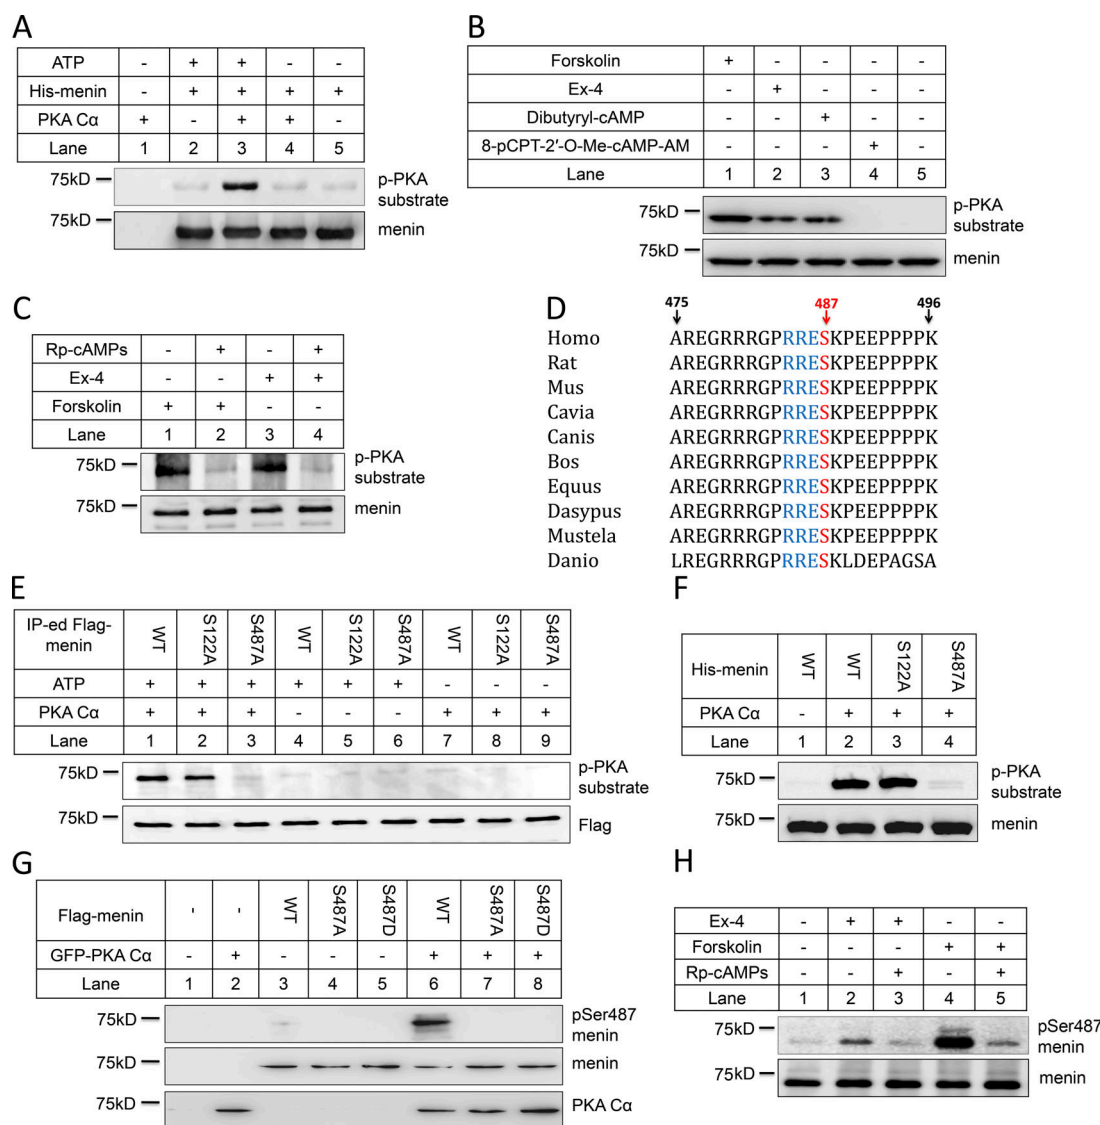 A
ATP - + + - -
His-menin - + + + +
PKA Cα + - + + -
Lane 1 2 3 4 5
75kD p-PKA substrate
75kD menin
B
Forskolin + - - - -
Ex-4 - + - - -
Dibutyryl-cAMP - - + - -
8-pCPT-2′-O-Me-cAMP-AM - - - + -
Lane 1 2 3 4 5
75kD p-PKA substrate
75kD menin
C
Rp-cAMPs - + - +
Ex-4 - - + +
Forskolin + + - -
Lane 1 2 3 4
75kD p-PKA substrate
75kD menin
D
475 487 496
Homo AREGRRRGPRRESKPEEPPPPK
Rat AREGRRRGPRRESKPEEPPPPK
Mus AREGRRRGPRRESKPEEPPPPK
Cavia AREGRRRGPRRESKPEEPPPPK
Canis AREGRRRGPRRESKPEEPPPPK
Bos AREGRRRGPRRESKPEEPPPPK
Equus AREGRRRGPRRESKPEEPPPPK
Dasypus AREGRRRGPRRESKPEEPPPPK
Mustela AREGRRRGPRRESKPEEPPPPK
Danio LREGRRRGPRRESKLDEPAGSA
E
IP-ed Flag-menin WT S122A S487A WT S122A S487A WT S122A S487A
ATP + + + + + + - - -
PKA Cα + + + - - - + + +
Lane 1 2 3 4 5 6 7 8 9
75kD p-PKA substrate
75kD Flag
F
His-menin WT WT S122A S487A
PKA Cα - + + +
Lane 1 2 3 4
75kD p-PKA substrate
75kD menin
G
Flag-menin - - WT S487A S487D WT S487A S487D
GFP-PKA Cα - + - - - + + +
Lane 1 2 3 4 5 6 7 8
75kD pSer487 menin
75kD menin
75kD PKA Cα
H
Ex-4 - + + - -
Forskolin - - - + +
Rp-cAMPs - - + - +
Lane 1 2 3 4 5
75kD pSer487 menin
75kD menin